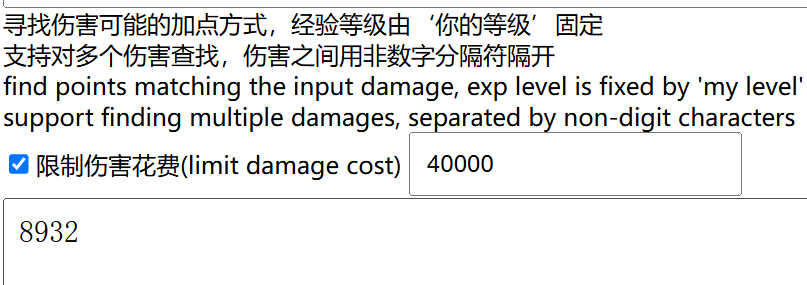 寻找伤害可能的加点方式，经验等级由‘你的等级’固定
支持对多个伤害查找，伤害之间用非数字分隔符隔开
find points matching the input damage, exp level is fixed by 'my level'
support finding multiple damages, separated by non-digit characters
限制伤害花费(limit damage cost) 40000
8932